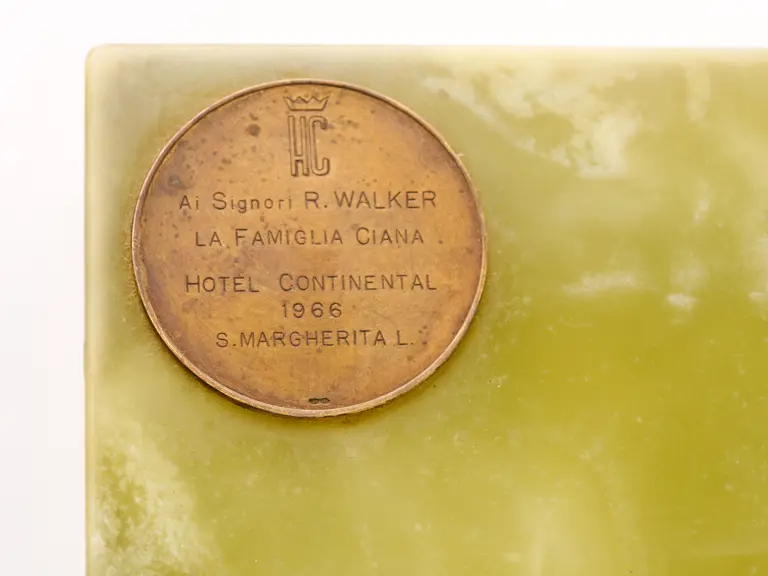 HC
Ai Signori R. WALKER
LA FAMIGLIA CIANA
HOTEL CONTINENTAL
1966
S. MARGHERITA L.